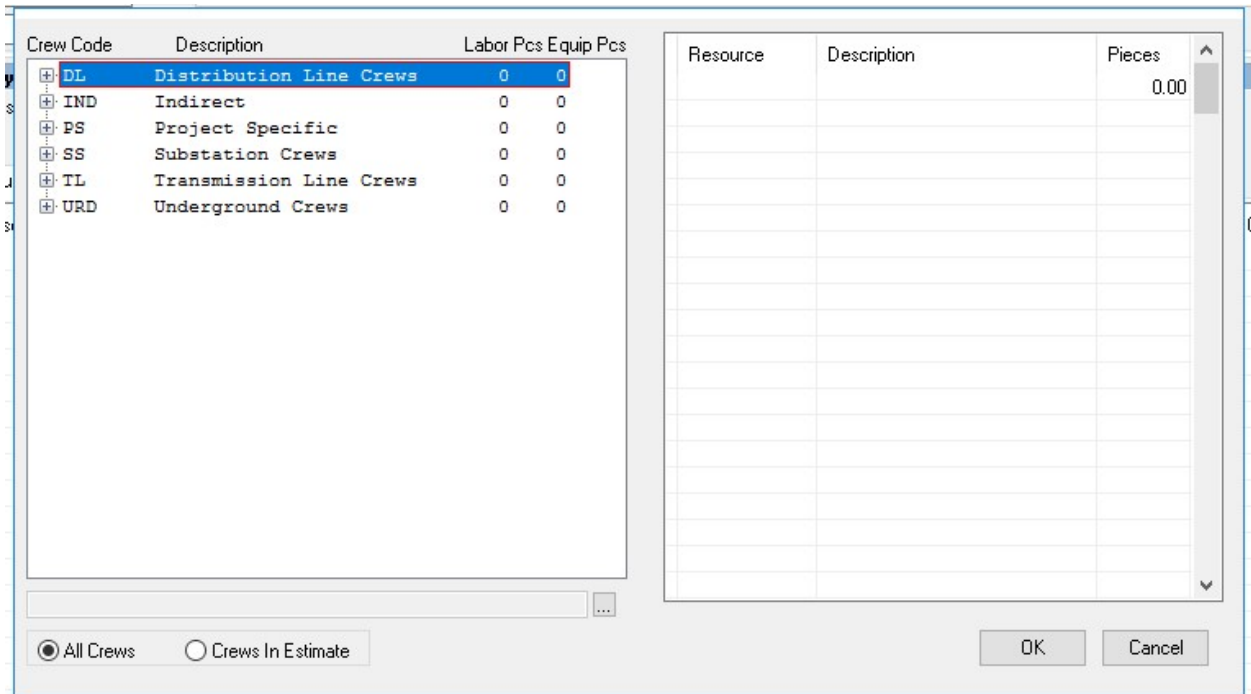 Crew Code Description Labor Pcs Equip Pcs
DL Distribution Line Crews 0 0
IND Indirect 0 0
PS Project Specific 0 0
SS Substation Crews 0 0
TL Transmission Line Crews 0 0
URD Underground Crews 0 0
...
All Crews Crews In Estimate
Resource Description Pieces
0.00
OK Cancel